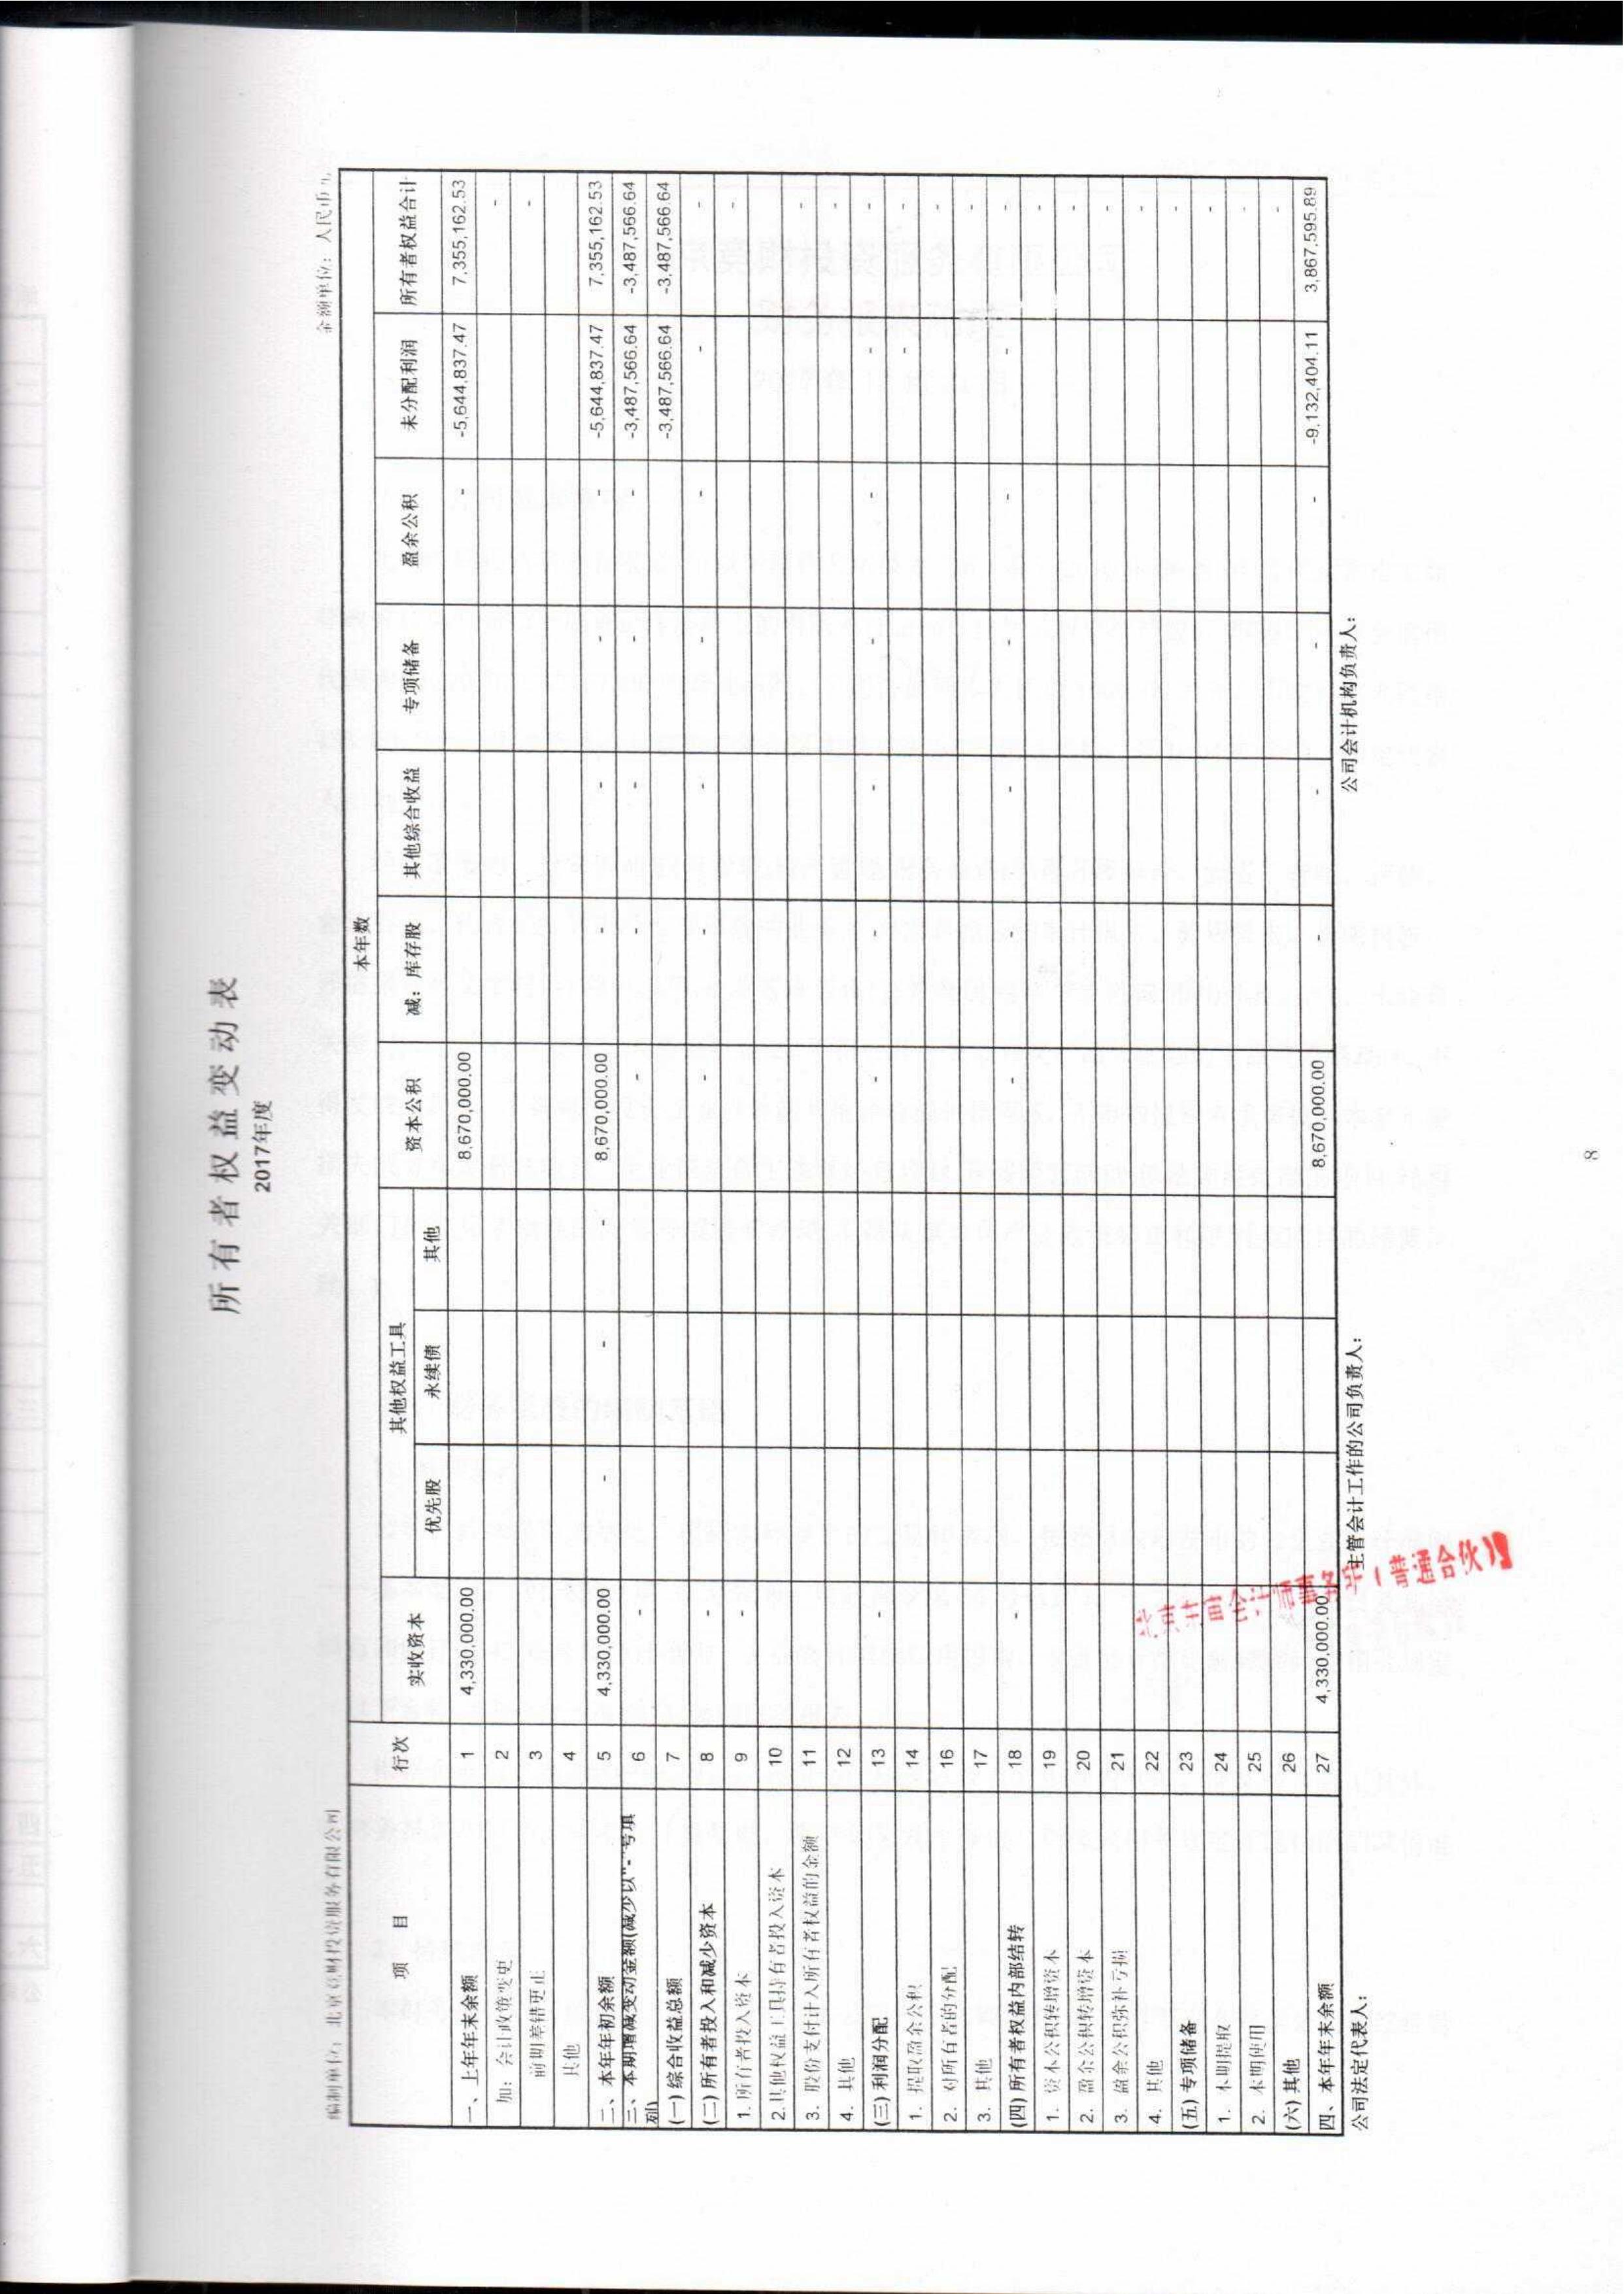 所有者权益变动表
2017年度
编制单位：北京 财投资服务有限公司 金额单位：人民币
项 目 行次 本年数
实收资本 其他权益工具 资本公积 减：库存股 其他综合收益 专项储备 盈余公积 未分配利润 所有者权益合计
优先股 永续债 其他
一、上年年末余额 1 4,330,000.00 8,670,000.00 - -5,644,837.47 7,355,162.53
加：会计政策变更 2 -
前期差错更正 3 -
其他 4
二、本年年初余额 5 4,330,000.00 - - - 8,670,000.00 - - - - -5,644,837.47 7,355,162.53
三、本期增减变动金额(减少以"-"号填列) 6 - - - - - - -3,487,566.64 -3,487,566.64
(一)综合收益总额 7 -3,487,566.64 -3,487,566.64
(二)所有者投入和减少资本 8 - - - - - - - -
1.所有者投入资本 9 - -
2.其他权益工具持有者投入资本 10
3. 股份支付计入所有者权益的金额 11 -
4. 其他 12 -
(三)利润分配 13 - - - - - - - -
1. 提取盈余公积 14 - -
2. 对所有者的分配 16 -
3. 其他 17 -
(四)所有者权益内部结转 18 - - - - - - - -
1. 资本公积转增资本 19 -
2. 盈余公积转增资本 20 -
3. 盈余公积弥补亏损 21 -
4. 其他 22 -
(五)专项储备 23 -
1. 本期提取 24 -
2. 本期使用 25 -
(六)其他 26 -
四、本年年末余额 27 4,330,000.00 8,670,000.00 - - - - -9,132,404.11 3,867,595.89
公司法定代表人： 主管会计工作的公司负责人： 公司会计机构负责人：
北京 会计师事务所(普通合伙)
8